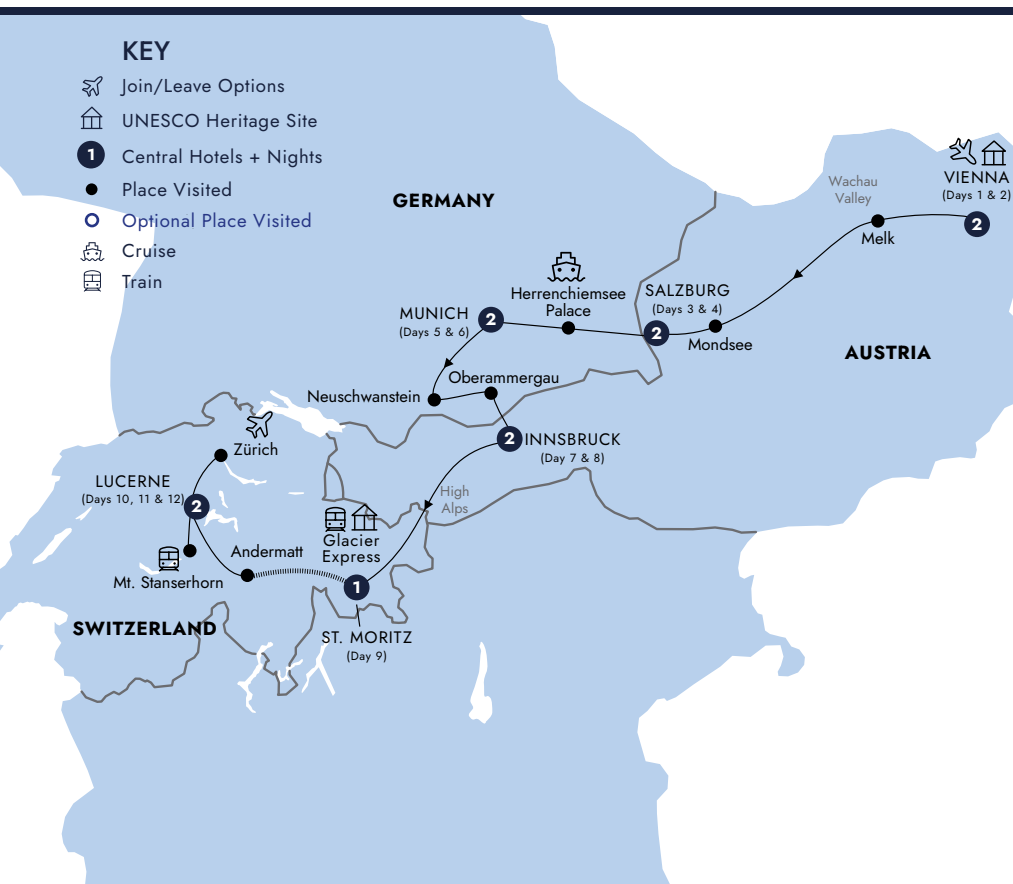 KEY
Join/Leave Options
UNESCO Heritage Site
1 Central Hotels + Nights
Place Visited
Optional Place Visited
Cruise
Train
GERMANY
Wachau
Valley
VIENNA
(Days 1 & 2)
2
Melk
Herrenchiemsee
Palace
SALZBURG
(Days 3 & 4)
2
Mondsee
MUNICH
(Days 5 & 6)
2
AUSTRIA
Oberammergau
Neuschwanstein
2 INNSBRUCK
(Day 7 & 8)
Zürich
LUCERNE
(Days 10, 11 & 12)
2
High
Alps
Glacier
Express
Andermatt
Mt. Stanserhorn
1
SWITZERLAND
ST. MORITZ
(Day 9)